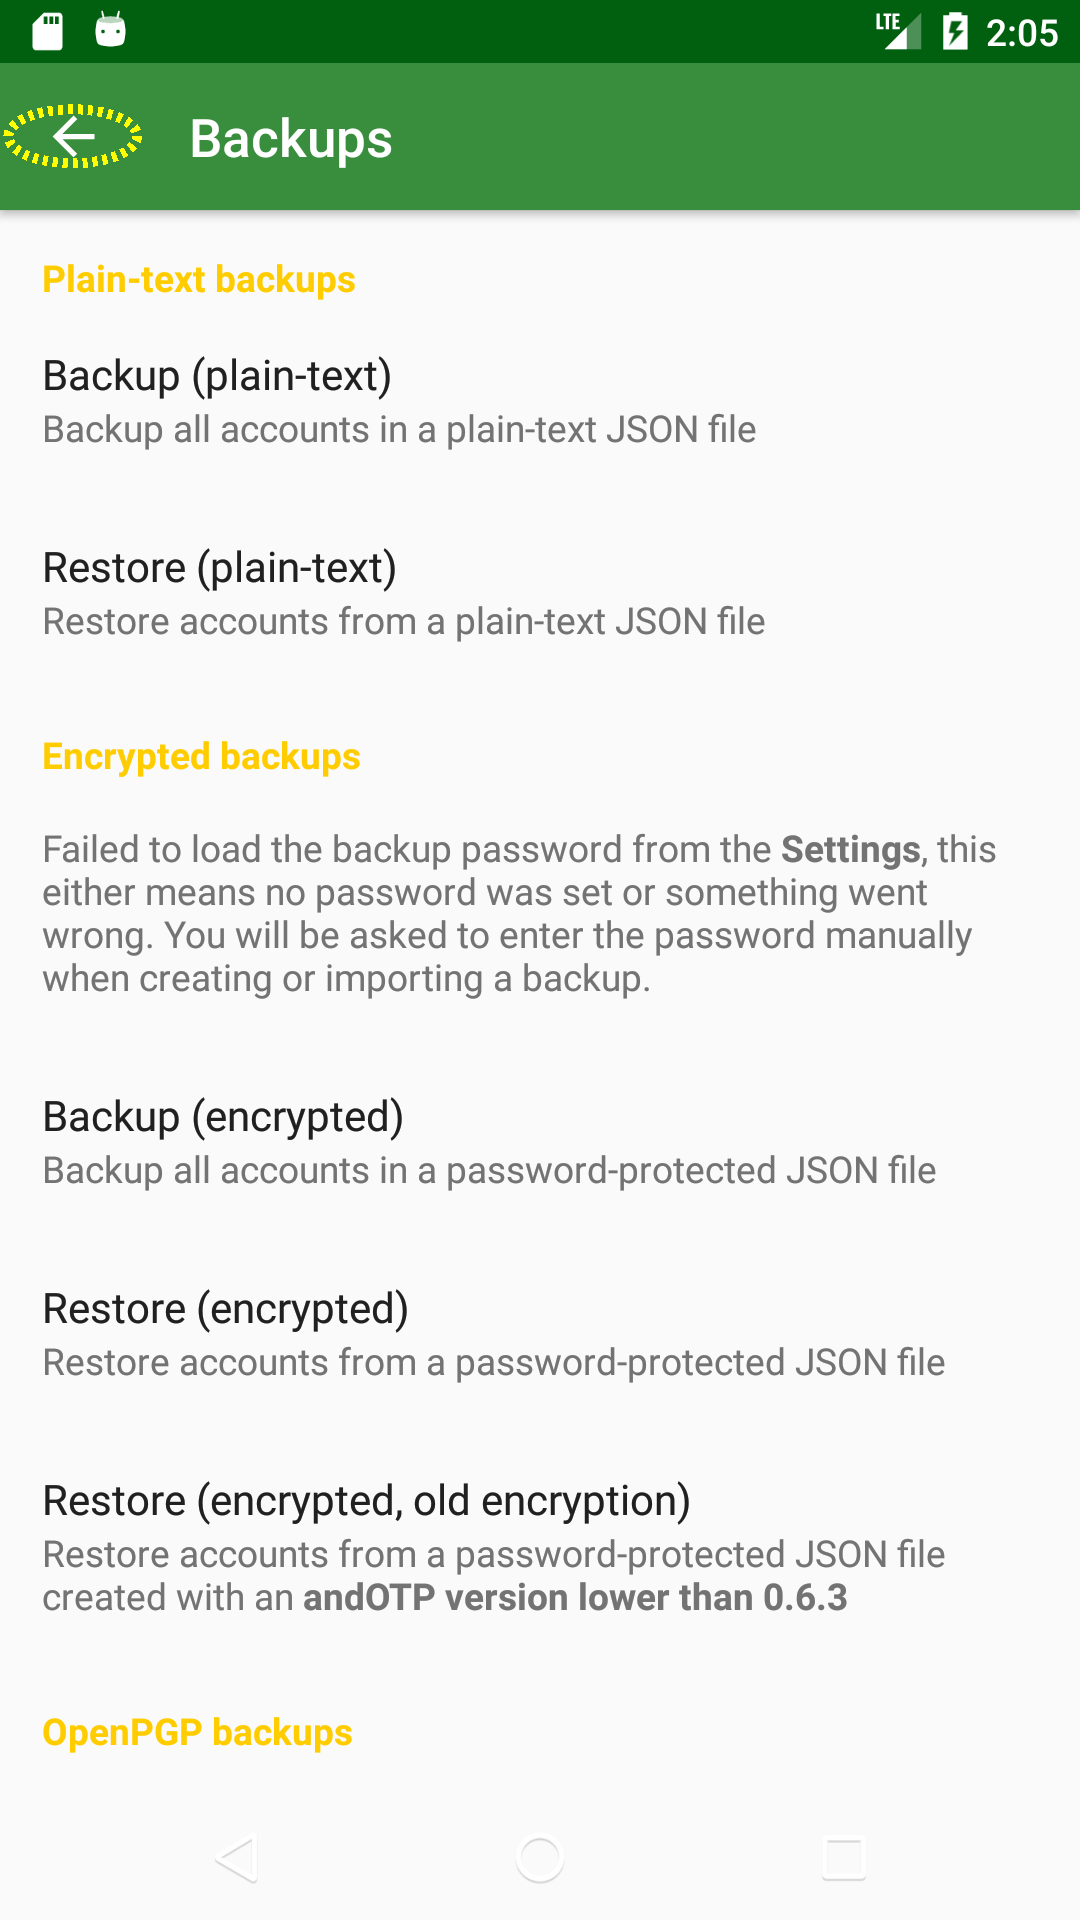 LTE 2:05
Backups
Plain-text backups
Backup (plain-text)
Backup all accounts in a plain-text JSON file
Restore (plain-text)
Restore accounts from a plain-text JSON file
Encrypted backups
Failed to load the backup password from the Settings, this
either means no password was set or something went
wrong. You will be asked to enter the password manually
when creating or importing a backup.
Backup (encrypted)
Backup all accounts in a password-protected JSON file
Restore (encrypted)
Restore accounts from a password-protected JSON file
Restore (encrypted, old encryption)
Restore accounts from a password-protected JSON file
created with an andOTP version lower than 0.6.3
OpenPGP backups